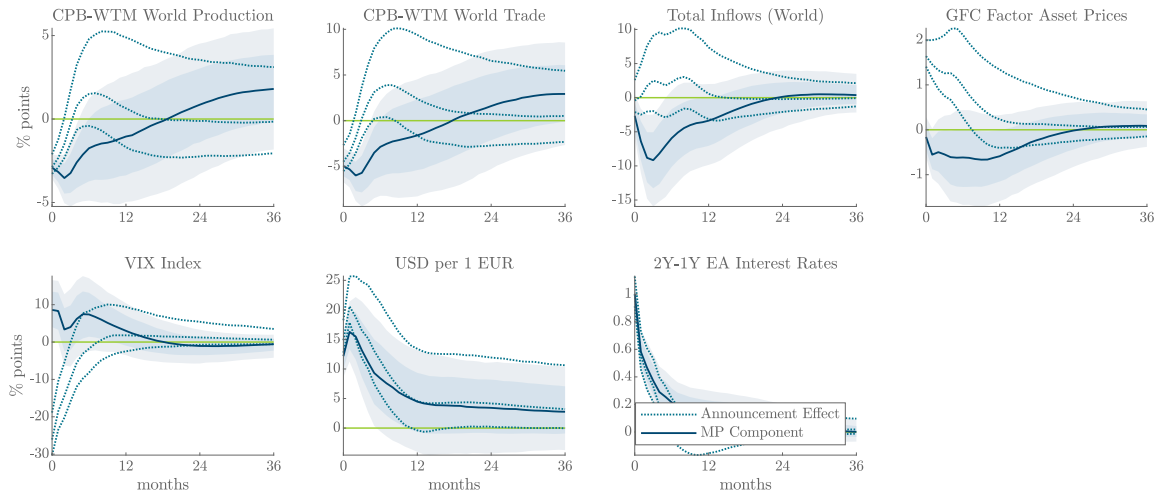 CPB-WTM World Production
CPB-WTM World Trade
Total Inflows (World)
GFC Factor Asset Prices
% points
5
0
-5
0 12 24 36
10
5
0
-5
0 12 24 36
10
5
0
-5
-10
-15
0 12 24 36
2
1
0
-1
0 12 24 36
VIX Index
USD per 1 EUR
2Y-1Y EA Interest Rates
% points
10
0
-10
-20
-30
0 12 24 36
months
25
20
15
10
5
0
0 12 24 36
months
1
0.8
0.6
0.4
0.2
0
0 12 24 36
months
Announcement Effect
MP Component